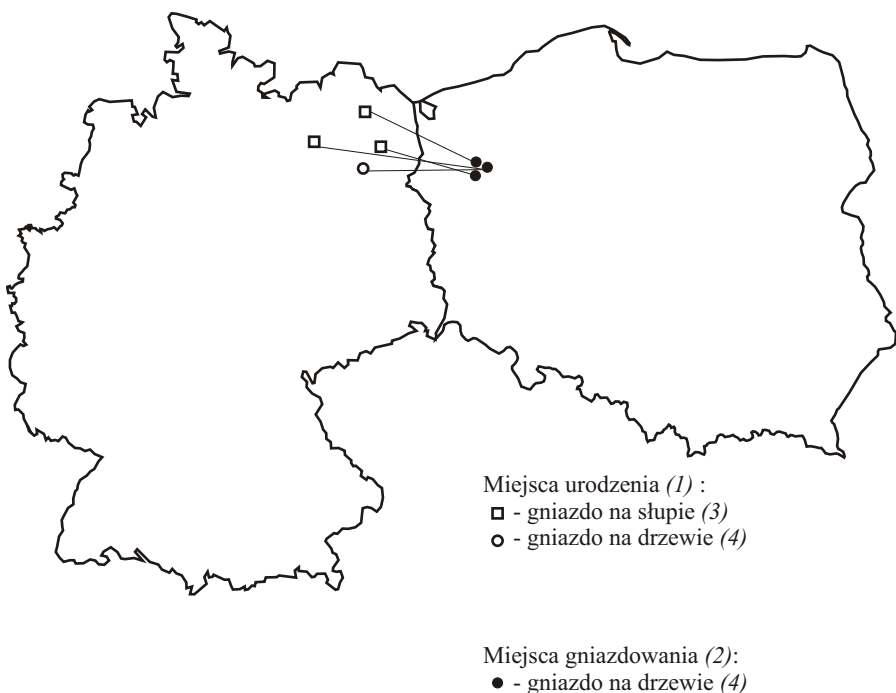 Miejsca urodzenia (1) :
- gniazdo na słupie (3)
- gniazdo na drzewie (4)
Miejsca gniazdowania (2):
- gniazdo na drzewie (4)